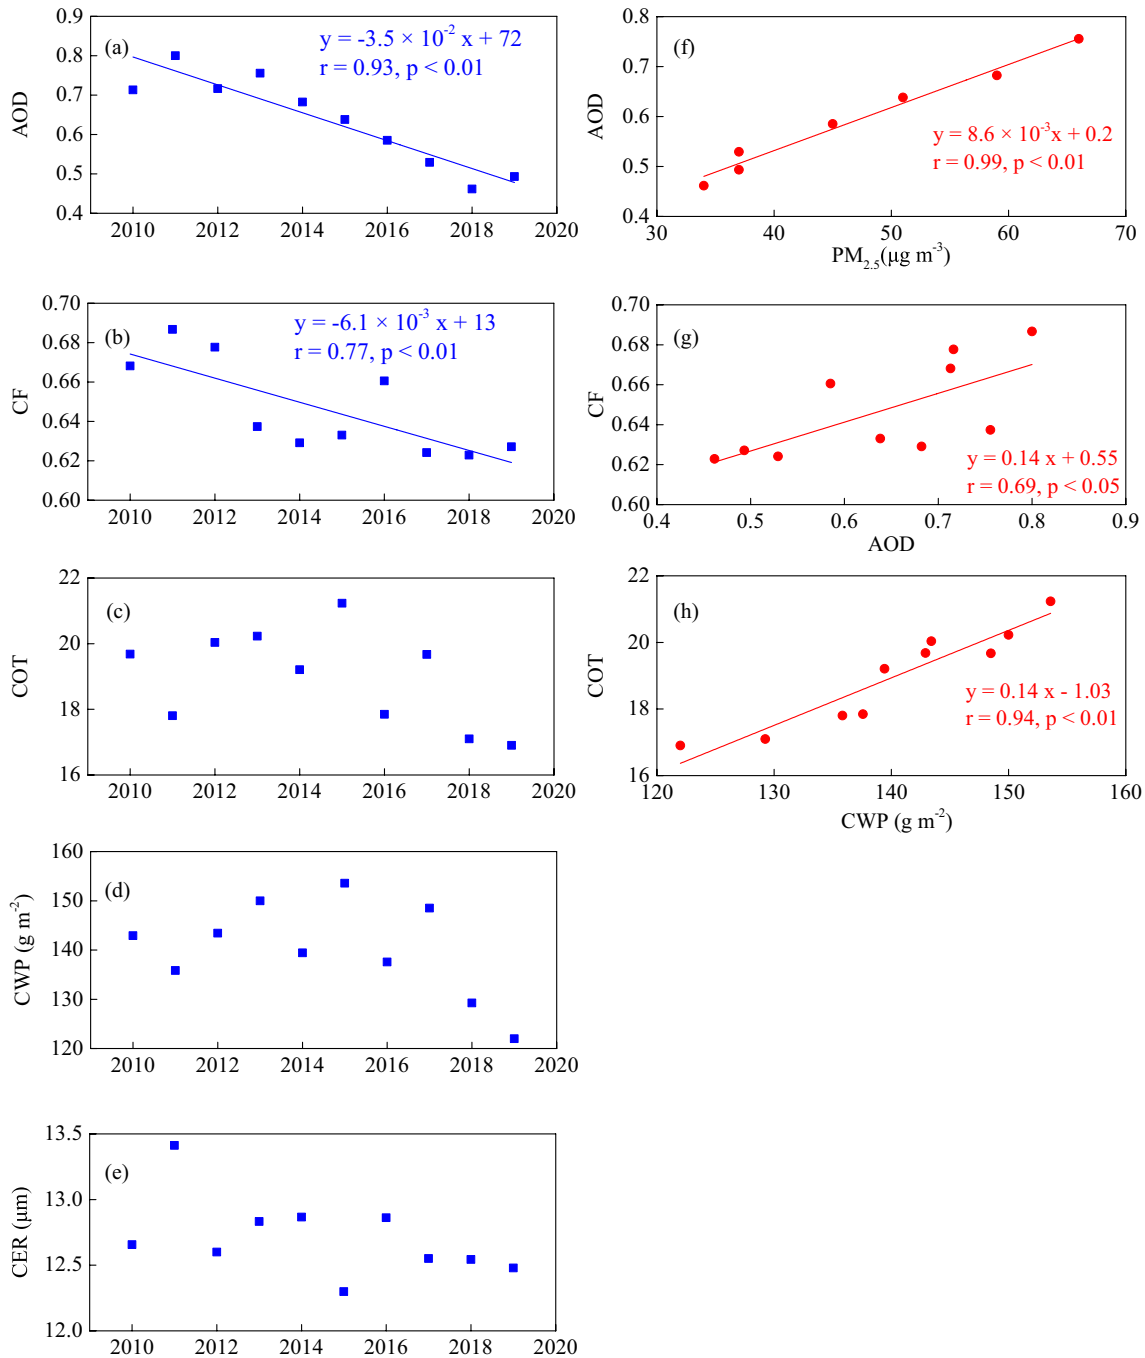 (a)
y = -3.5 × 10⁻² x + 72
r = 0.93, p < 0.01
AOD
0.9
0.8
0.7
0.6
0.5
0.4
2010 2012 2014 2016 2018 2020
(b)
y = -6.1 × 10⁻³ x + 13
r = 0.77, p < 0.01
CF
0.70
0.68
0.66
0.64
0.62
0.60
2010 2012 2014 2016 2018 2020
(c)
COT
22
20
18
16
2010 2012 2014 2016 2018 2020
(d)
CWP (g m⁻²)
160
150
140
130
120
2010 2012 2014 2016 2018 2020
(e)
CER (μm)
13.5
13.0
12.5
12.0
2010 2012 2014 2016 2018 2020
(f)
AOD
0.8
0.7
0.6
0.5
0.4
y = 8.6 × 10⁻³x + 0.2
r = 0.99, p < 0.01
30 40 50 60 70
PM₂.₅(μg m⁻³)
(g)
CF
0.70
0.68
0.66
0.64
0.62
0.60
y = 0.14 x + 0.55
r = 0.69, p < 0.05
0.4 0.5 0.6 0.7 0.8 0.9
AOD
(h)
COT
22
20
18
16
y = 0.14 x - 1.03
r = 0.94, p < 0.01
120 130 140 150 160
CWP (g m⁻²)